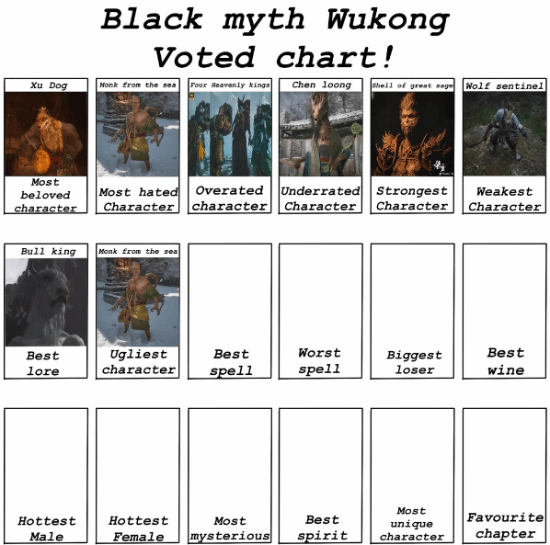 Black myth Wukong
Voted chart!
Xu Dog
Monk from the sea
Four Heavenly kings
Chen loong
Shell of great sage
Wolf sentinel
Most
beloved
character
Most hated
Character
Overated
character
Underrated
Character
Strongest
Character
Weakest
Character
Bull king
Monk from the sea
Best
lore
Ugliest
character
Best
spell
Worst
spell
Biggest
loser
Best
wine
Hottest
Male
Hottest
Female
Most
mysterious
Best
spirit
Most
unique
character
Favourite
chapter